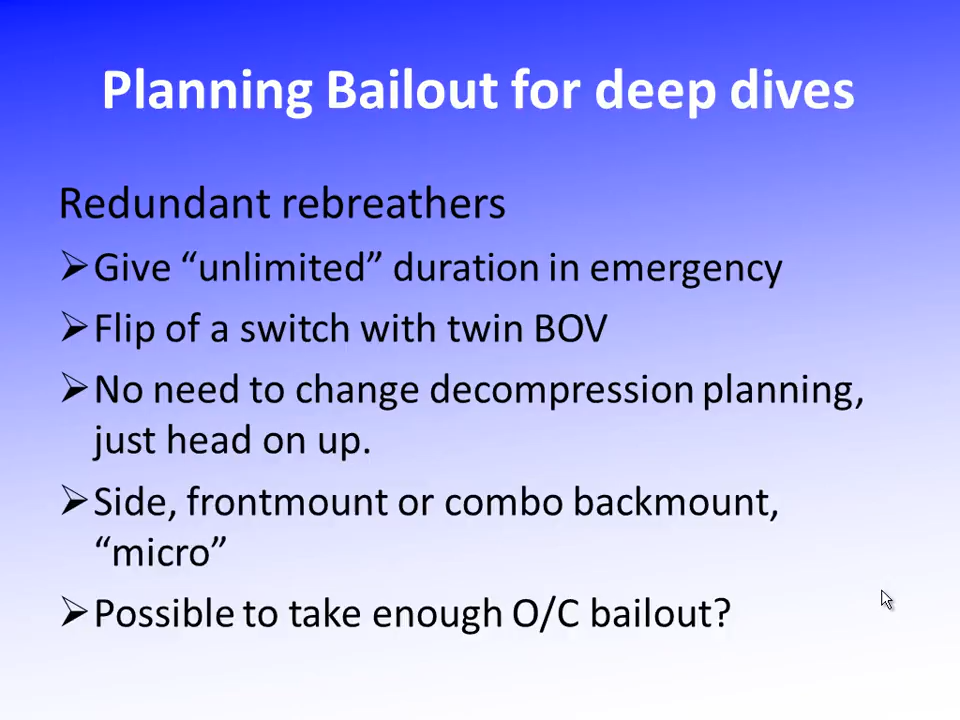 Planning Bailout for deep dives
Redundant rebreathers
➢Give “unlimited” duration in emergency
➢Flip of a switch with twin BOV
➢No need to change decompression planning,
just head on up.
➢Side, frontmount or combo backmount,
“micro”
➢Possible to take enough O/C bailout?